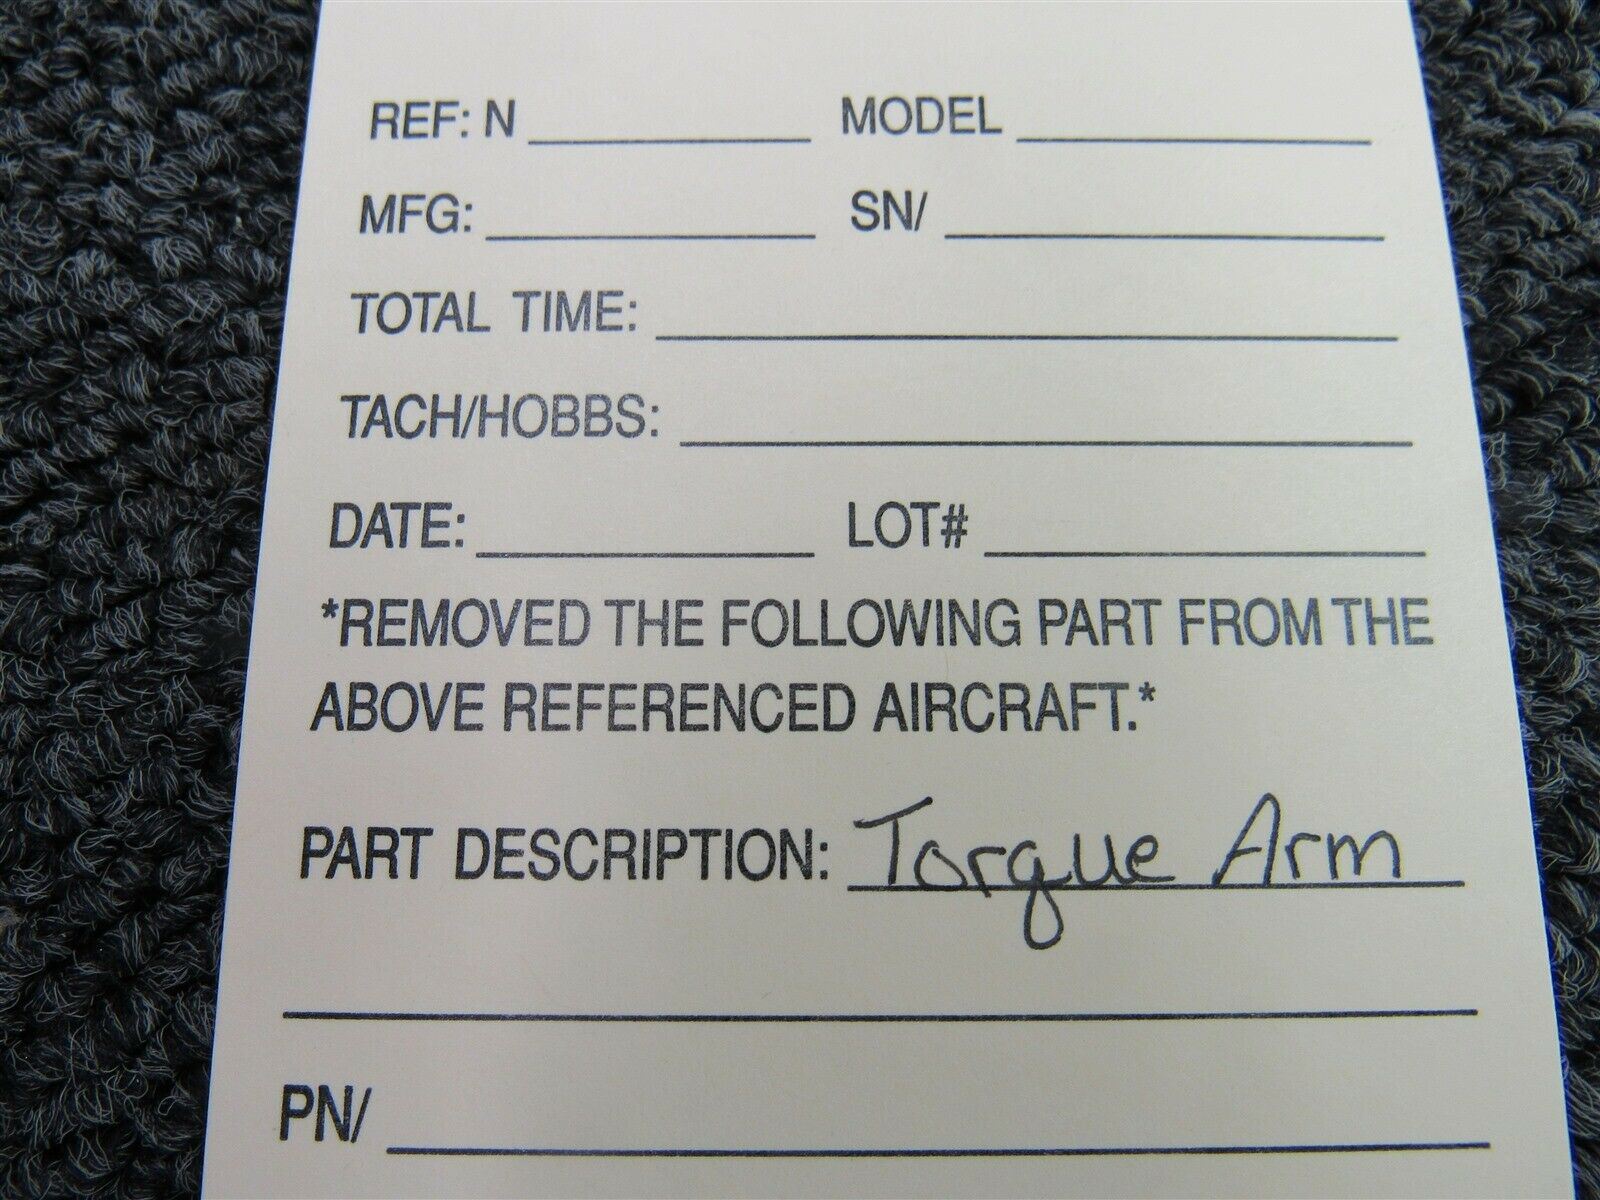 REF: N MODEL
MFG: SN/
TOTAL TIME:
TACH/HOBBS:
DATE: LOT#
*REMOVED THE FOLLOWING PART FROM THE
ABOVE REFERENCED AIRCRAFT.*
PART DESCRIPTION: Torque Arm
PN/